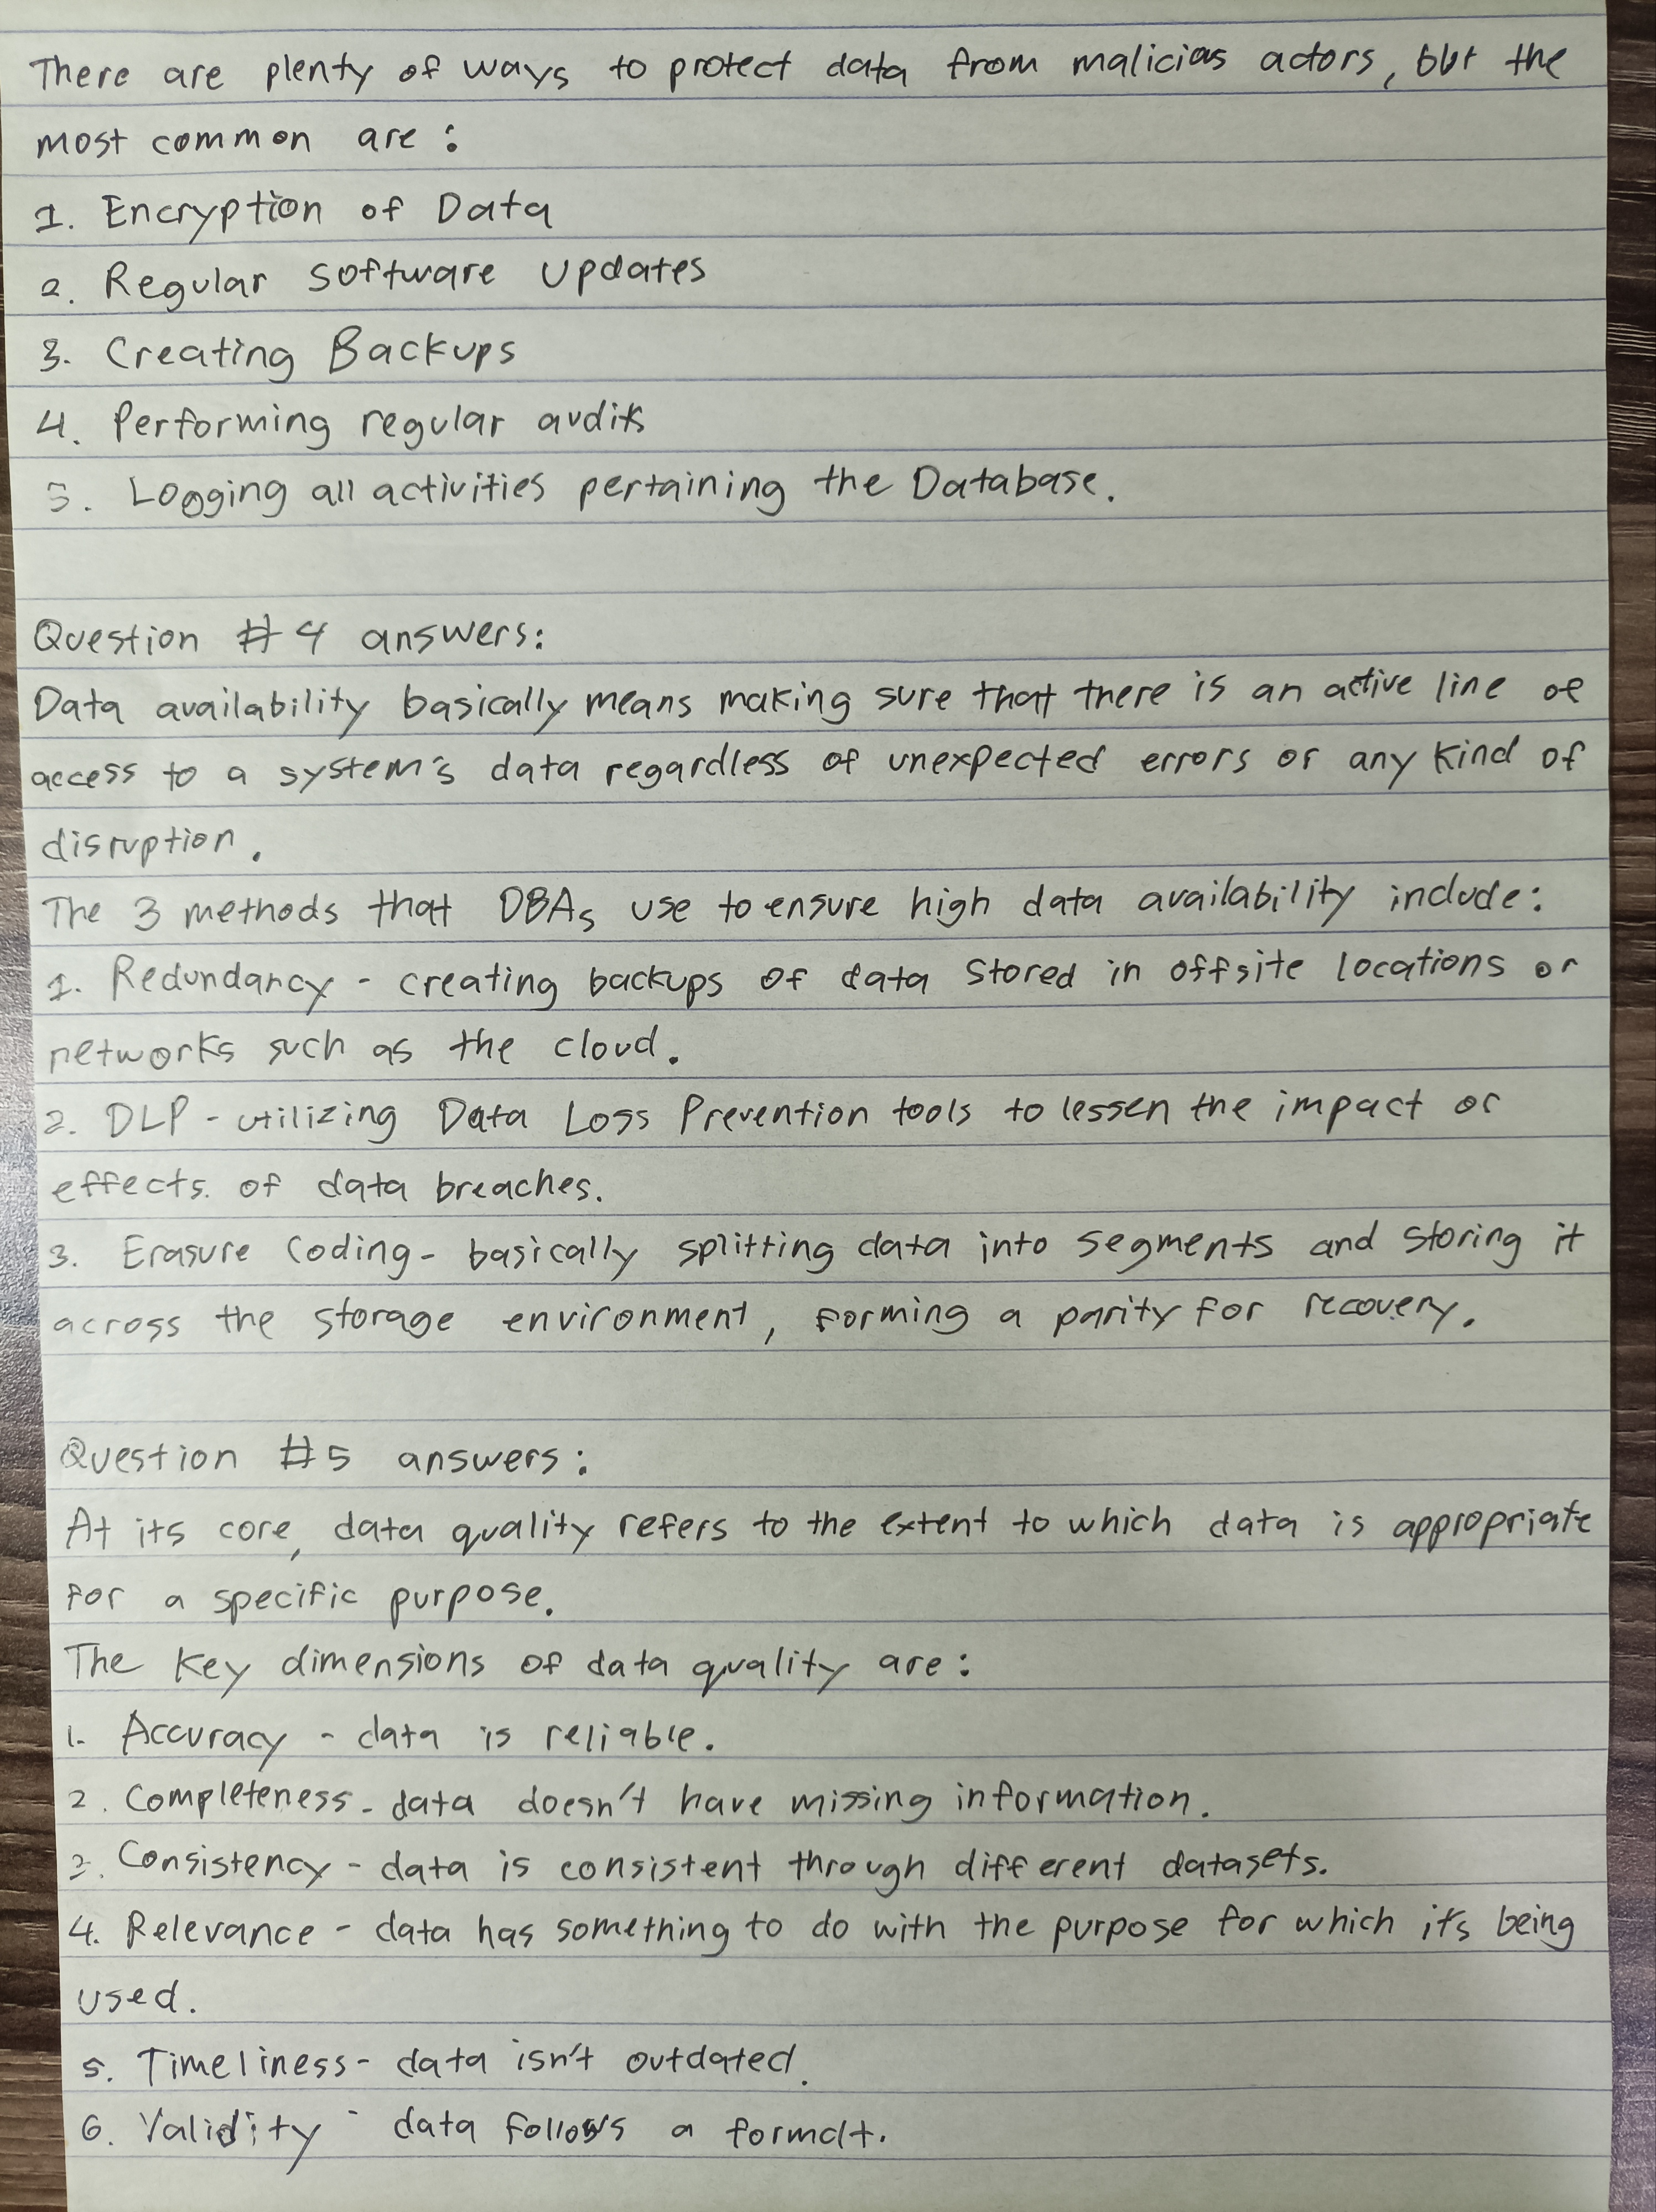 There are plenty of ways to protect data from malicias actors, but the
most common are :
1. Encryption of Data
2. Regular Software Updates
3. Creating Backups
4. Performing regular audits
5. Logging all activities pertaining the Database.
Question #4 answers:
Data availability basically means making sure that there is an active line of
access to a system's data regardless of unexpected errors or any kind of
disruption.
The 3 methods that DBAs use to ensure high data availability include:
1. Redundancy - creating backups of data stored in offsite locations or
networks such as the cloud.
2. DLP - utilizing Data Loss Prevention tools to lessen the impact or
effects. of data breaches.
3. Erasure Coding - basically splitting data into segments and storing it
across the storage environment, forming a parity for recovery.
Question #5 answers:
At its core, data quality refers to the extent to which data is appropriate
for a specific purpose.
The key dimensions of data quality are:
1. Accuracy - data is reliable.
2. Completeness - data doesn't have missing information.
3. Consistency - data is consistent through different datasets.
4. Relevance - data has something to do with the purpose for which it's being
used.
5. Timeliness - data isn't outdated.
6. Validity - data follows a format.